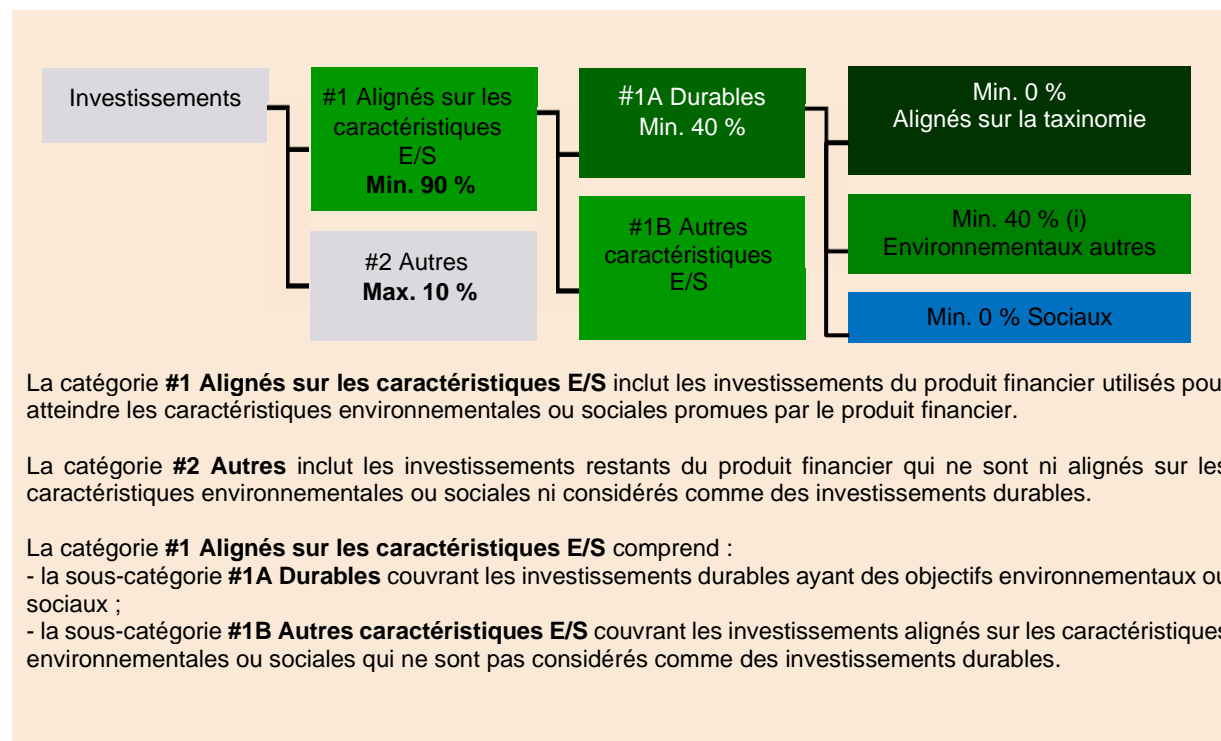 Investissements
#1 Alignés sur les
caractéristiques
E/S
Min. 90 %
#2 Autres
Max. 10 %
#1A Durables
Min. 40 %
#1B Autres
caractéristiques
E/S
Min. 0 %
Alignés sur la taxinomie
Min. 40 % (i)
Environnementaux autres
Min. 0 % Sociaux
La catégorie #1 Alignés sur les caractéristiques E/S inclut les investissements du produit financier utilisés pou
atteindre les caractéristiques environnementales ou sociales promues par le produit financier.
La catégorie #2 Autres inclut les investissements restants du produit financier qui ne sont ni alignés sur les
caractéristiques environnementales ou sociales ni considérés comme des investissements durables.
La catégorie #1 Alignés sur les caractéristiques E/S comprend :
- la sous-catégorie #1A Durables couvrant les investissements durables ayant des objectifs environnementaux ou
sociaux ;
- la sous-catégorie #1B Autres caractéristiques E/S couvrant les investissements alignés sur les caractéristiques
environnementales ou sociales qui ne sont pas considérés comme des investissements durables.